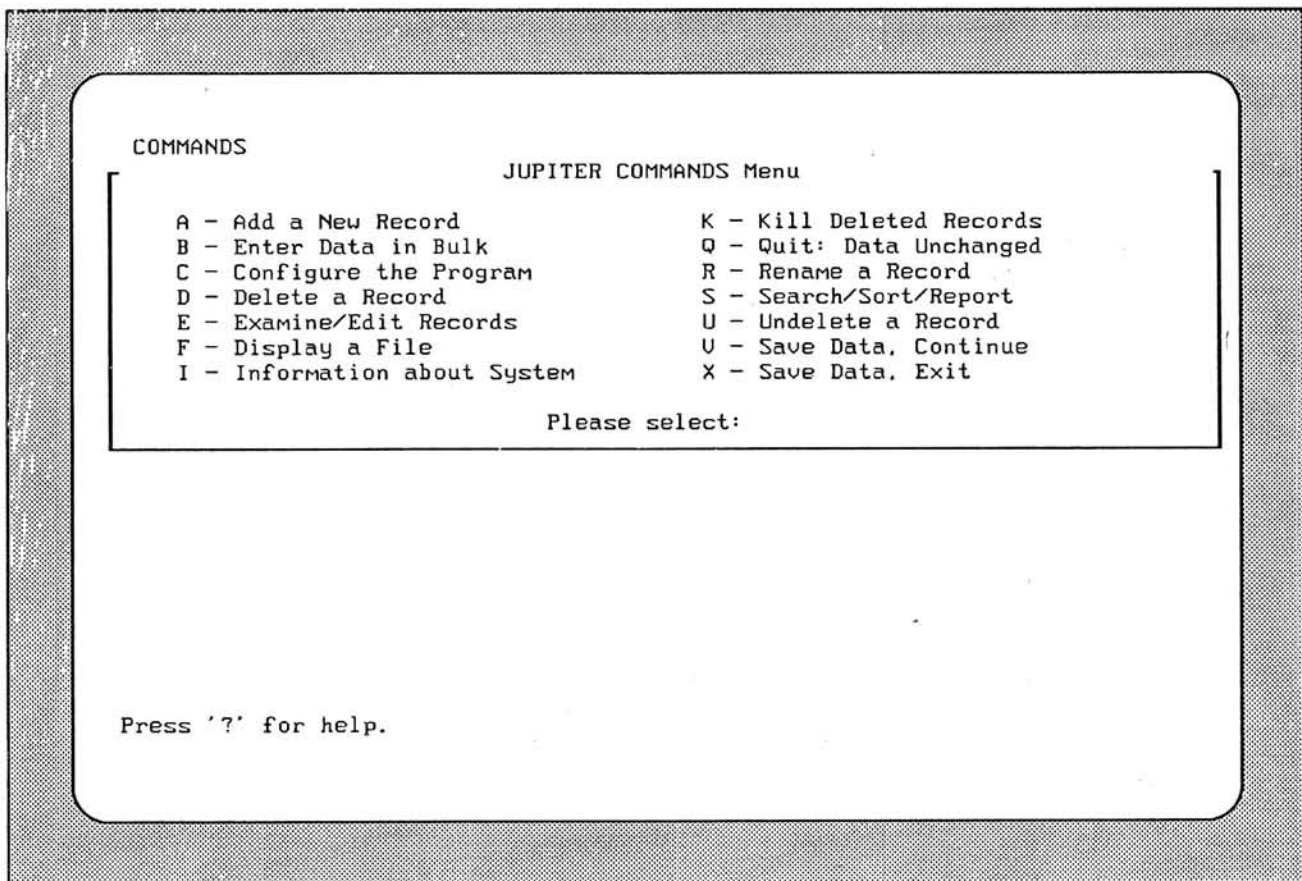 COMMANDS
JUPITER COMMANDS Menu
A - Add a New Record K - Kill Deleted Records
B - Enter Data in Bulk Q - Quit: Data Unchanged
C - Configure the Program R - Rename a Record
D - Delete a Record S - Search/Sort/Report
E - Examine/Edit Records U - Undelete a Record
F - Display a File V - Save Data, Continue
I - Information about System X - Save Data, Exit
Please select:
Press '?' for help.